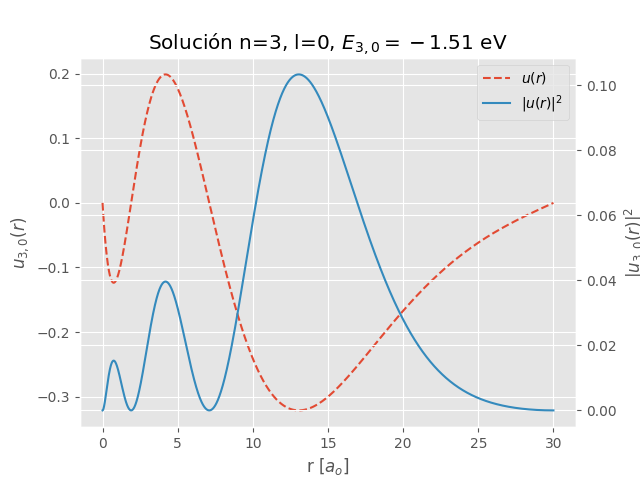 Solución n=3, l=0, $E_{3,0} = -1.51$ eV
u(r)
|u(r)|²
0.2
0.1
0.0
−0.1
−0.2
−0.3
$u_{3,0}(r)$
0.10
0.08
0.06
0.04
0.02
0.00
$|u_{3,0}(r)|^2$
0 5 10 15 20 25 30
r [$a_o$]